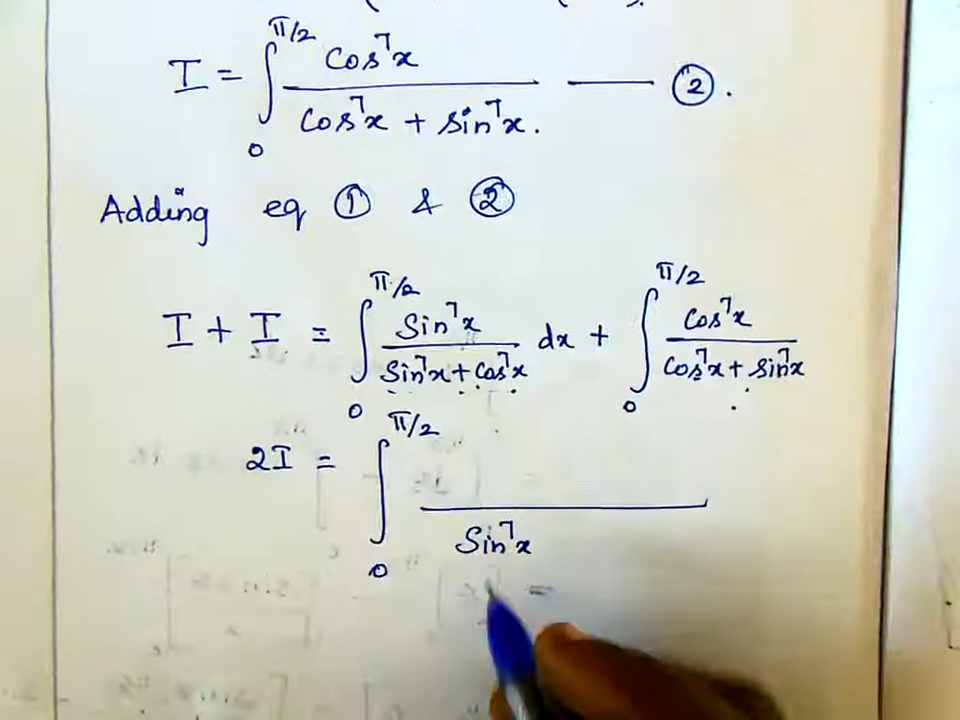 I = ∫₀^π/2 Cos⁷x / Cos⁷x + Sin⁷x. —— ②.
Adding eq ① & ②
I + I = ∫₀^π/2 Sin⁷x / Sin⁷x + Cos⁷x dx + ∫₀^π/2 Cos⁷x / Cos⁷x + Sin⁷x
2I = ∫₀^π/2 / Sin⁷x